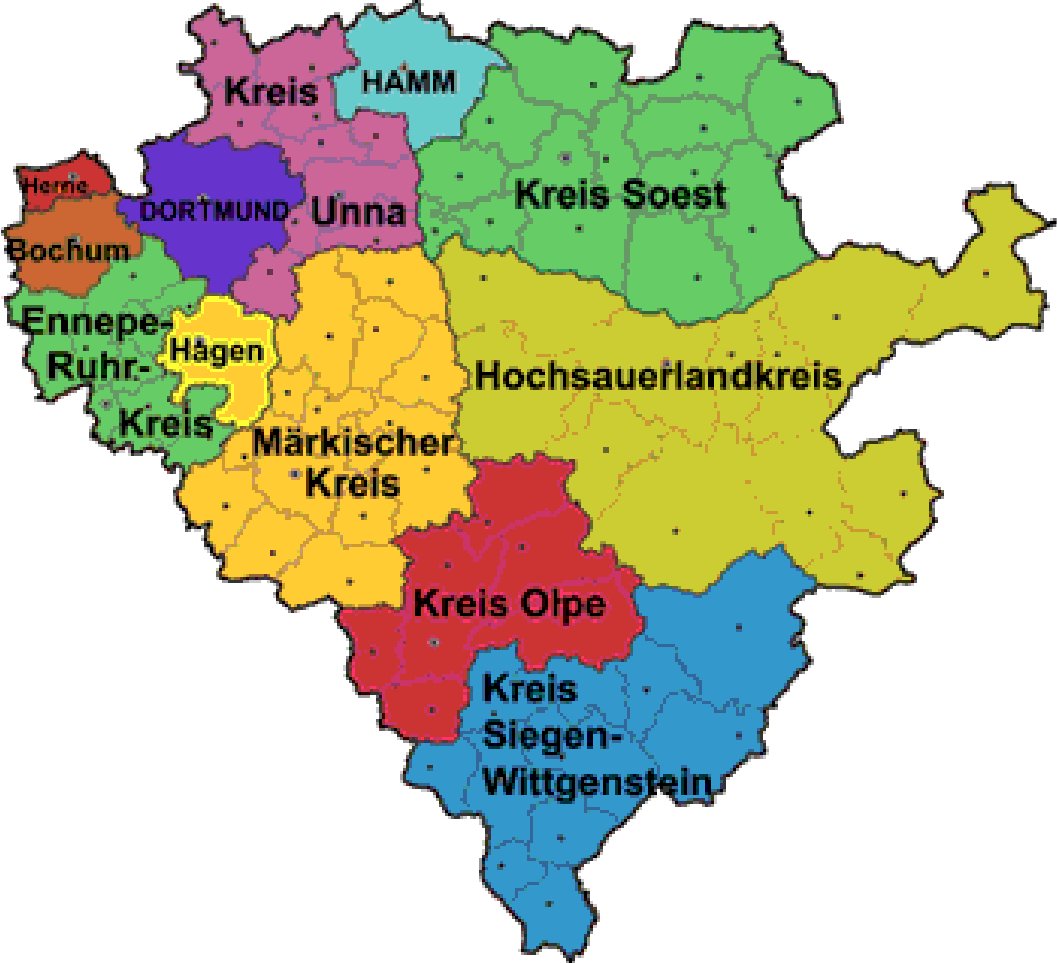 Kreis
HAMM
Herne
DORTMUND
Unna
Kreis Soest
Bochum
Ennepe-
Ruhr-
Kreis
Hagen
Hochsauerlandkreis
Märkischer
Kreis
Kreis Olpe
Kreis
Siegen-
Wittgenstein